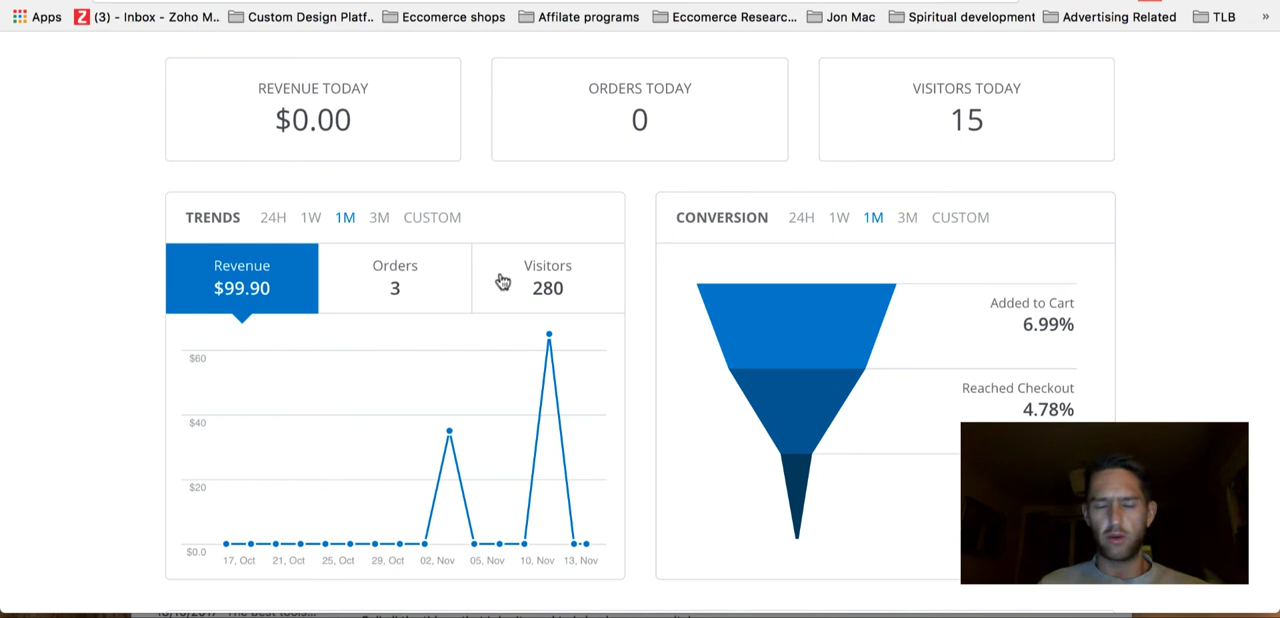 Apps (3) - Inbox - Zoho M.. Custom Design Platf.. Eccomerce shops Affilate programs Eccomerce Researc... Jon Mac Spiritual development Advertising Related TLB »
REVENUE TODAY
$0.00
ORDERS TODAY
0
VISITORS TODAY
15
TRENDS 24H 1W 1M 3M CUSTOM
Revenue
$99.90
Orders
3
Visitors
280
$60
$40
$20
$0.0
17, Oct 21, Oct 25, Oct 29, Oct 02, Nov 05, Nov 10, Nov 13, Nov
CONVERSION 24H 1W 1M 3M CUSTOM
Added to Cart
6.99%
Reached Checkout
4.78%